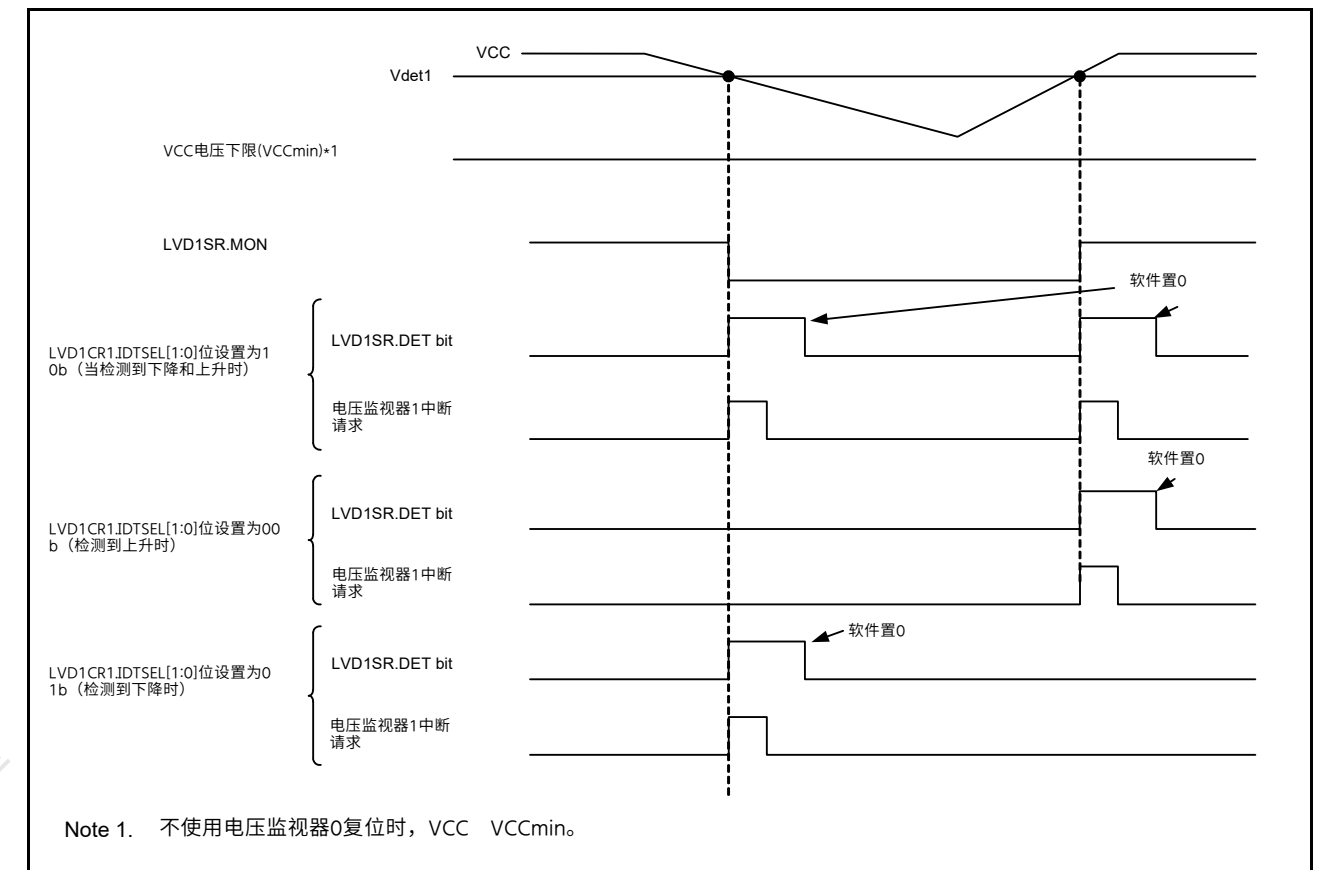 VCC
Vdet1
VCC电压下限(VCCmin)*1
LVD1SR.MON
软件置0
LVD1CR1.IDTSEL[1:0]位设置为1
0b（当检测到下降和上升时）
LVD1SR.DET bit
电压监视器1中断
请求
软件置0
LVD1CR1.IDTSEL[1:0]位设置为00
b（检测到上升时）
LVD1SR.DET bit
电压监视器1中断
请求
软件置0
LVD1CR1.IDTSEL[1:0]位设置为0
1b（检测到下降时）
LVD1SR.DET bit
电压监视器1中断
请求
Note 1. 不使用电压监视器0复位时，VCC VCCmin。